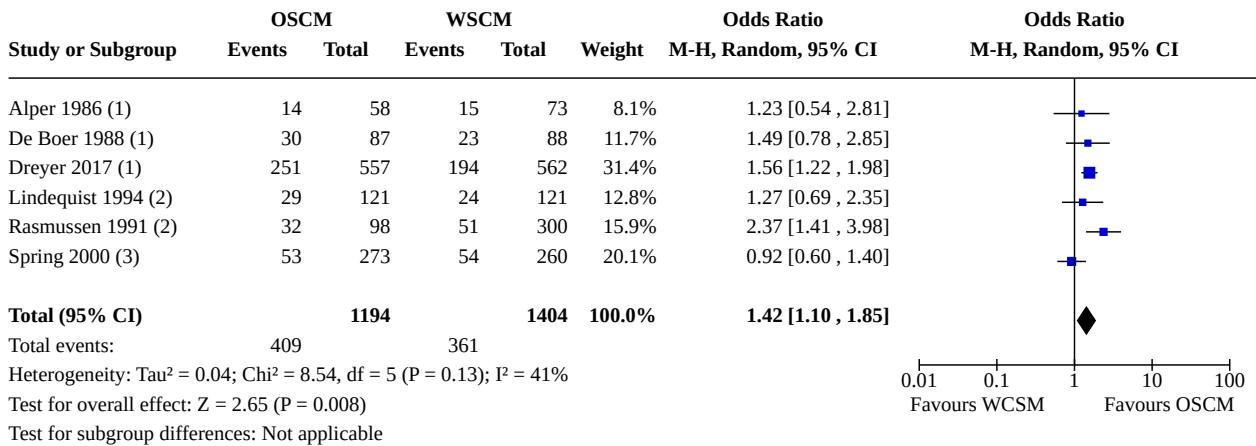 OSCM WSCM Odds Ratio Odds Ratio
Study or Subgroup Events Total Events Total Weight M-H, Random, 95% CI M-H, Random, 95% CI
Alper 1986 (1) 14 58 15 73 8.1% 1.23 [0.54 , 2.81]
De Boer 1988 (1) 30 87 23 88 11.7% 1.49 [0.78 , 2.85]
Dreyer 2017 (1) 251 557 194 562 31.4% 1.56 [1.22 , 1.98]
Lindequist 1994 (2) 29 121 24 121 12.8% 1.27 [0.69 , 2.35]
Rasmussen 1991 (2) 32 98 51 300 15.9% 2.37 [1.41 , 3.98]
Spring 2000 (3) 53 273 54 260 20.1% 0.92 [0.60 , 1.40]
Total (95% CI) 1194 1404 100.0% 1.42 [1.10 , 1.85]
Total events: 409 361
Heterogeneity: Tau² = 0.04; Chi² = 8.54, df = 5 (P = 0.13); I² = 41%
0.01 0.1 1 10 100
Test for overall effect: Z = 2.65 (P = 0.008)
Favours WCSM Favours OSCM
Test for subgroup differences: Not applicable